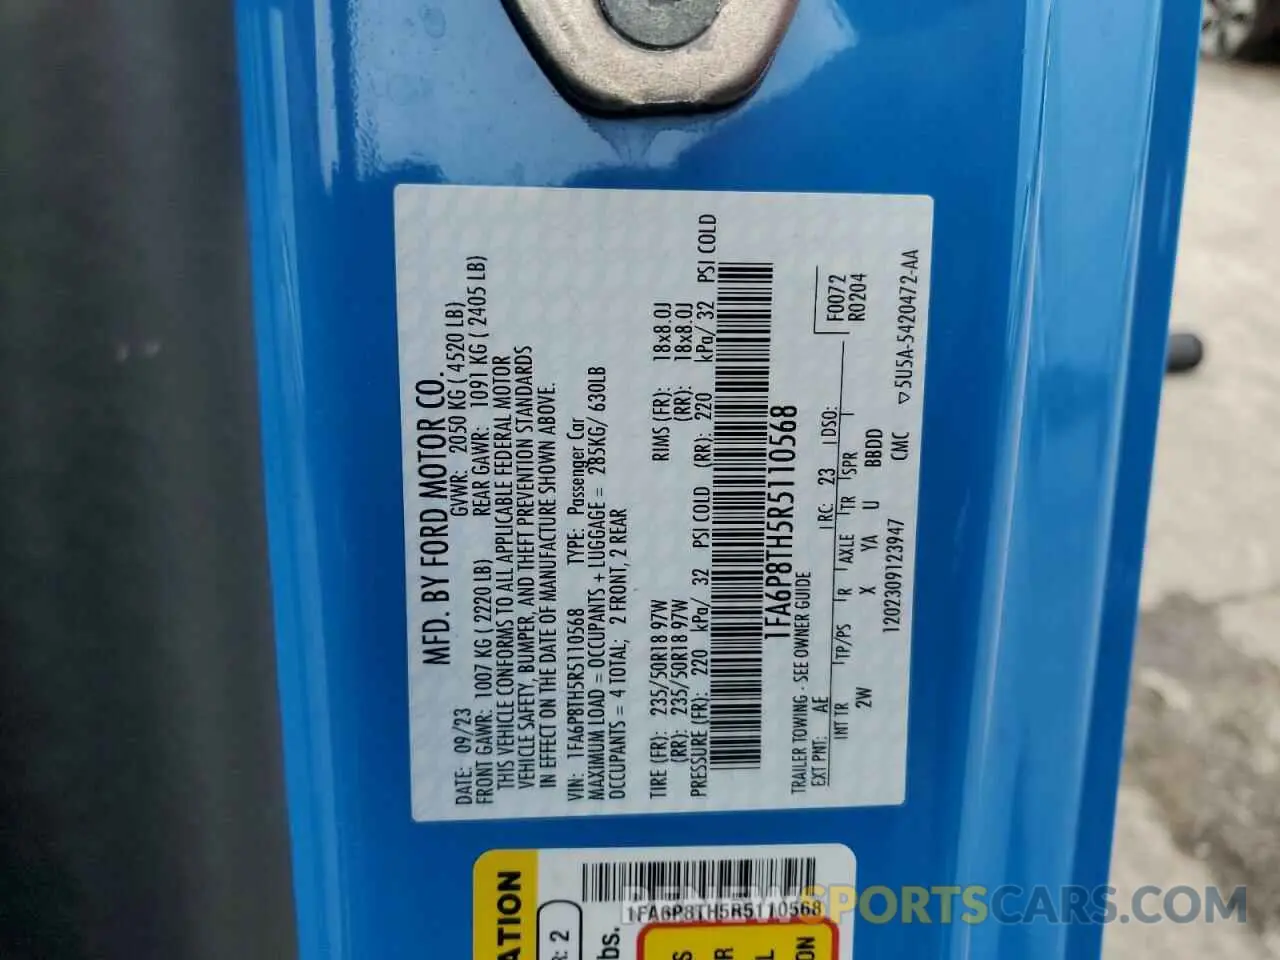 MFD. BY FORD MOTOR CO.
DATE: 09/23 GVWR: 2050 KG ( 4520 LB)
FRONT GAWR: 1007 KG ( 2220 LB) REAR GAWR: 1091 KG ( 2405 LB)
THIS VEHICLE CONFORMS TO ALL APPLICABLE FEDERAL MOTOR
VEHICLE SAFETY, BUMPER, AND THEFT PREVENTION STANDARDS
IN EFFECT ON THE DATE OF MANUFACTURE SHOWN ABOVE.
VIN: 1FA6P8TH5R5110568 TYPE: Passenger Car
MAXIMUM LOAD = OCCUPANTS + LUGGAGE = 285KG/ 630LB
OCCUPANTS = 4 TOTAL; 2 FRONT, 2 REAR
TIRE (FR): 235/50R18 97W RIMS (FR): 18x8.0J
(RR): 235/50R18 97W (RR): 18x8.0J
PRESSURE (FR): 220 kPa/ 32 PSI COLD (RR): 220 kPa/ 32 PSI COLD
1FA6P8TH5R5110568
TRAILER TOWING - SEE OWNER GUIDE
EXT PNT: AE RC: 23 DSO: F0072
INT TR TP/PS R AXLE TR SPR R0204
2W X YA U BBDD
1202309123947 CMC ▽5U5A-5420472-AA
ATION
R: 2
bs.
1FA6P8TH5R5110568
S
R
L
ON
RENEWSPORTSCARS.COM